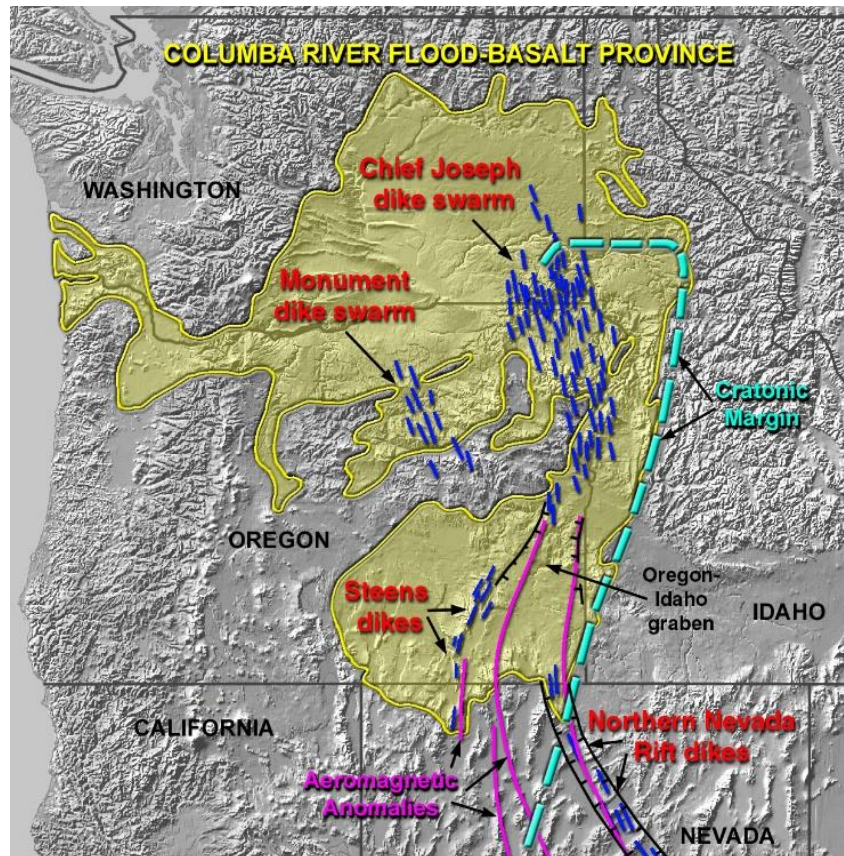 COLUMBA RIVER FLOOD-BASALT PROVINCE
Chief Joseph
dike swarm
WASHINGTON
Monument
dike swarm
Cratonic
Margin
OREGON
Oregon-
Idaho
graben
IDAHO
Steens
dikes
CALIFORNIA
Northern Nevada
Rift dikes
Aeromagnetic
Anomalies
NEVADA